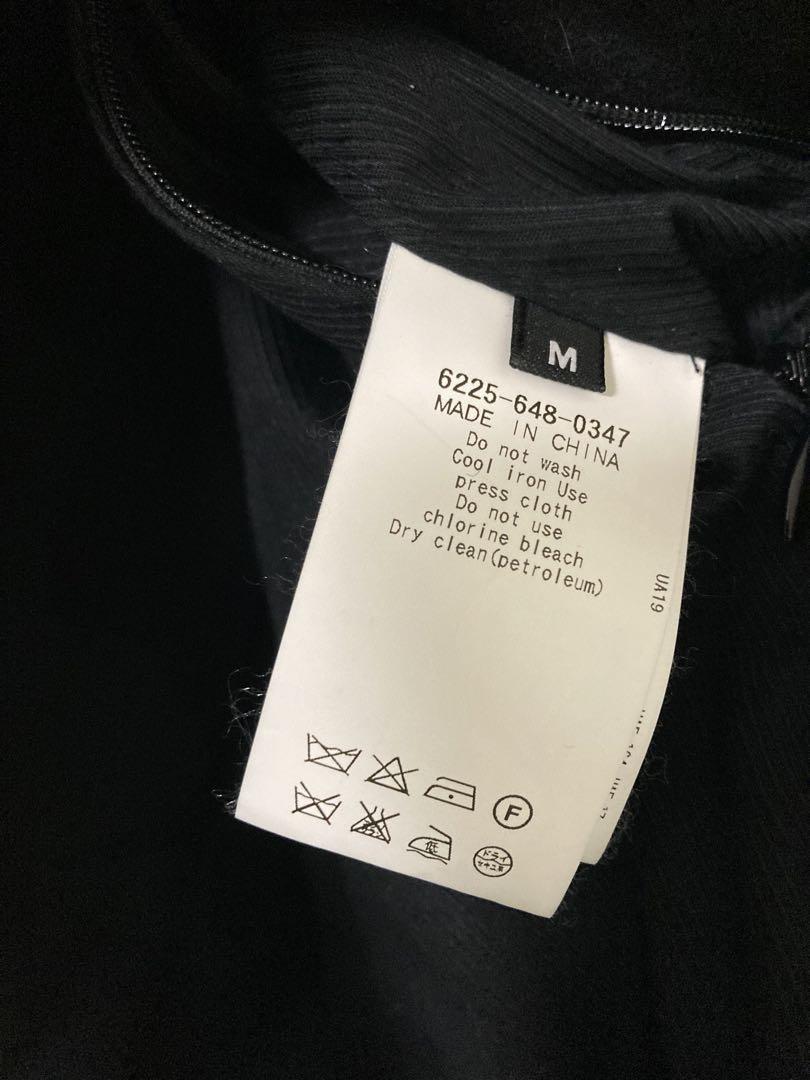 M
6225-648-0347
MADE IN CHINA
Do not wash
Cool iron Use
press cloth
Do not use
chlorine bleach
Dry clean(petroleum)
UA19
F
低
ドライ